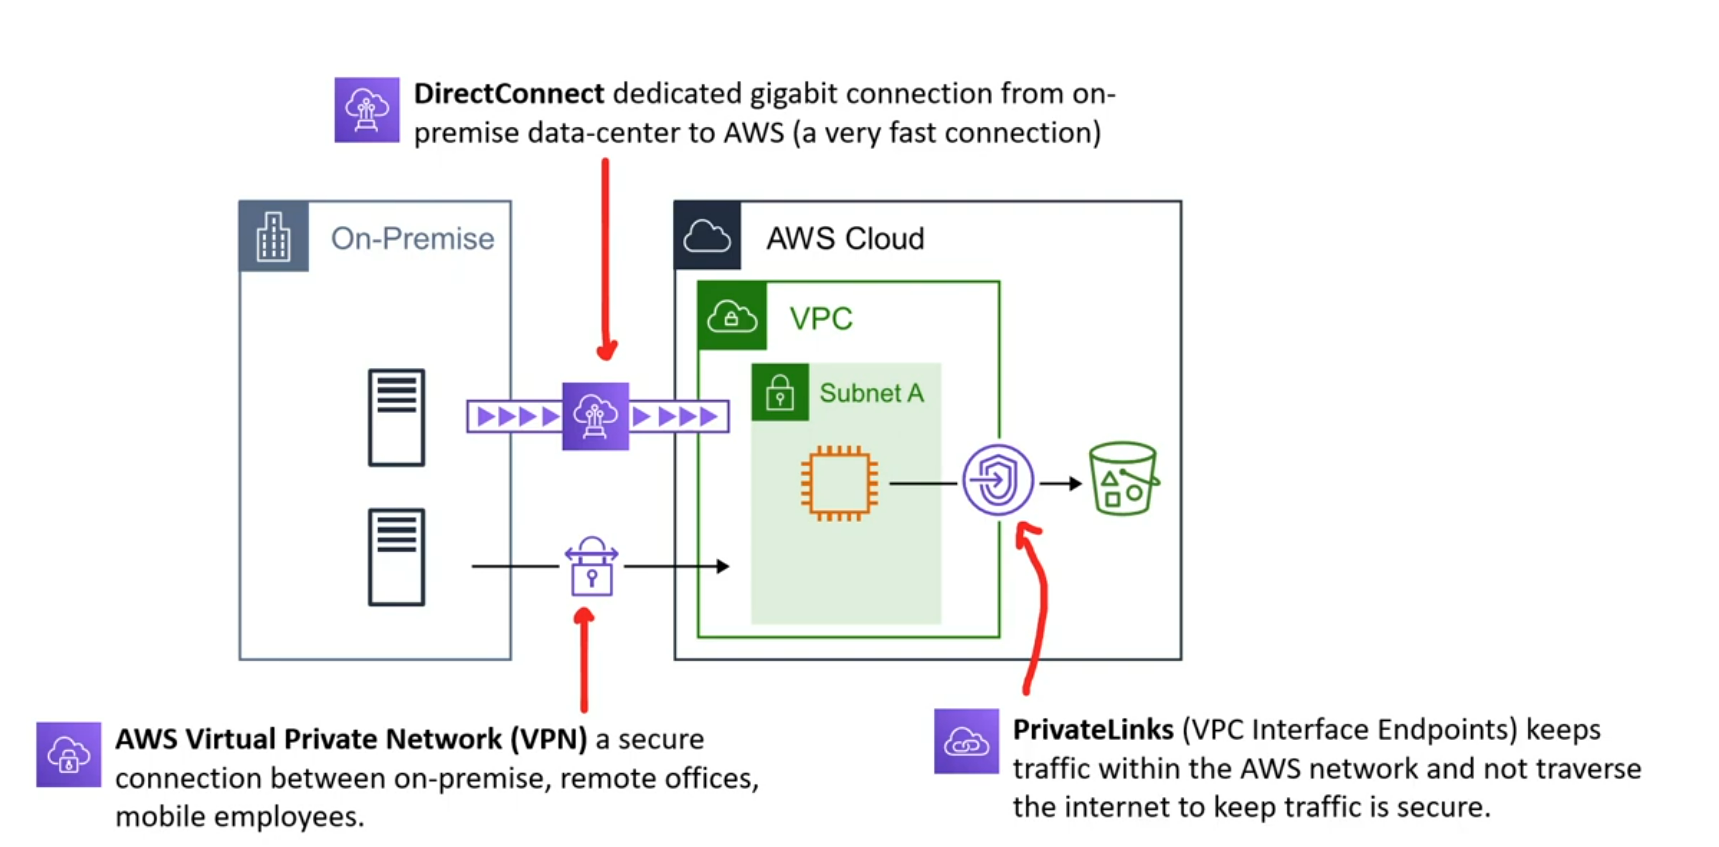 DirectConnect dedicated gigabit connection from on-
premise data-center to AWS (a very fast connection)
On-Premise
AWS Cloud
VPC
Subnet A
AWS Virtual Private Network (VPN) a secure
connection between on-premise, remote offices,
mobile employees.
PrivateLinks (VPC Interface Endpoints) keeps
traffic within the AWS network and not traverse
the internet to keep traffic is secure.